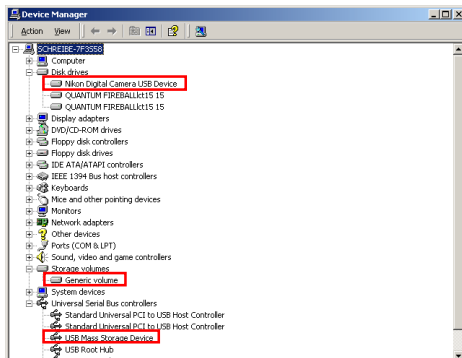 Device Manager
Action View
SCHREIBE-7F3S58
Computer
Disk drives
Nikon Digital Camera USB Device
QUANTUM FIREBALLkt15 15
QUANTUM FIREBALLkt15 15
Display adapters
DVD/CD-ROM drives
Floppy disk controllers
Floppy disk drives
IDE ATA/ATAPI controllers
IEEE 1394 Bus host controllers
Keyboards
Mice and other pointing devices
Monitors
Network adapters
Other devices
Ports (COM & LPT)
Sound, video and game controllers
Storage volumes
Generic volume
System devices
Universal Serial Bus controllers
Standard Universal PCI to USB Host Controller
Standard Universal PCI to USB Host Controller
USB Mass Storage Device
USB Root Hub